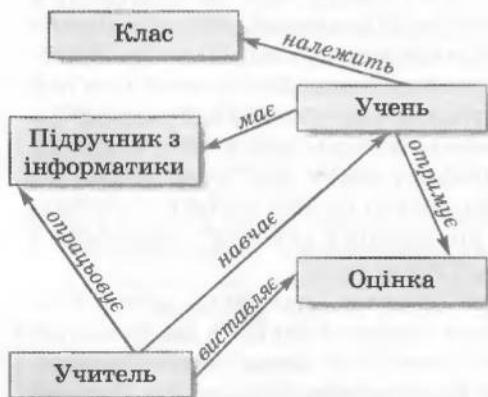 Клас
належить
Учень
має
Підручник з
інформатики
отримує
навчає
опрацьовує
Оцінка
виставляє
Учитель